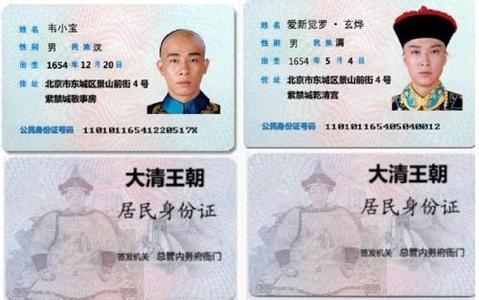 姓名 韦小宝
性别 男 民族 汉
出生 1654 年 12 月 20 日
住址 北京市东城区景山前街4号
紫禁城敬事房
公民身份证号码 11010116541220517X
姓名 爱新觉罗·玄烨
性别 男 民族 满
出生 1654 年 5 月 4 日
住址 北京市东城区景山前街4号
紫禁城乾清宫
公民身份证号码 110101165405040012
大清王朝
居民身份证
签发机关 总管内务府衙门
大清王朝
居民身份证
签发机关 总管内务府衙门